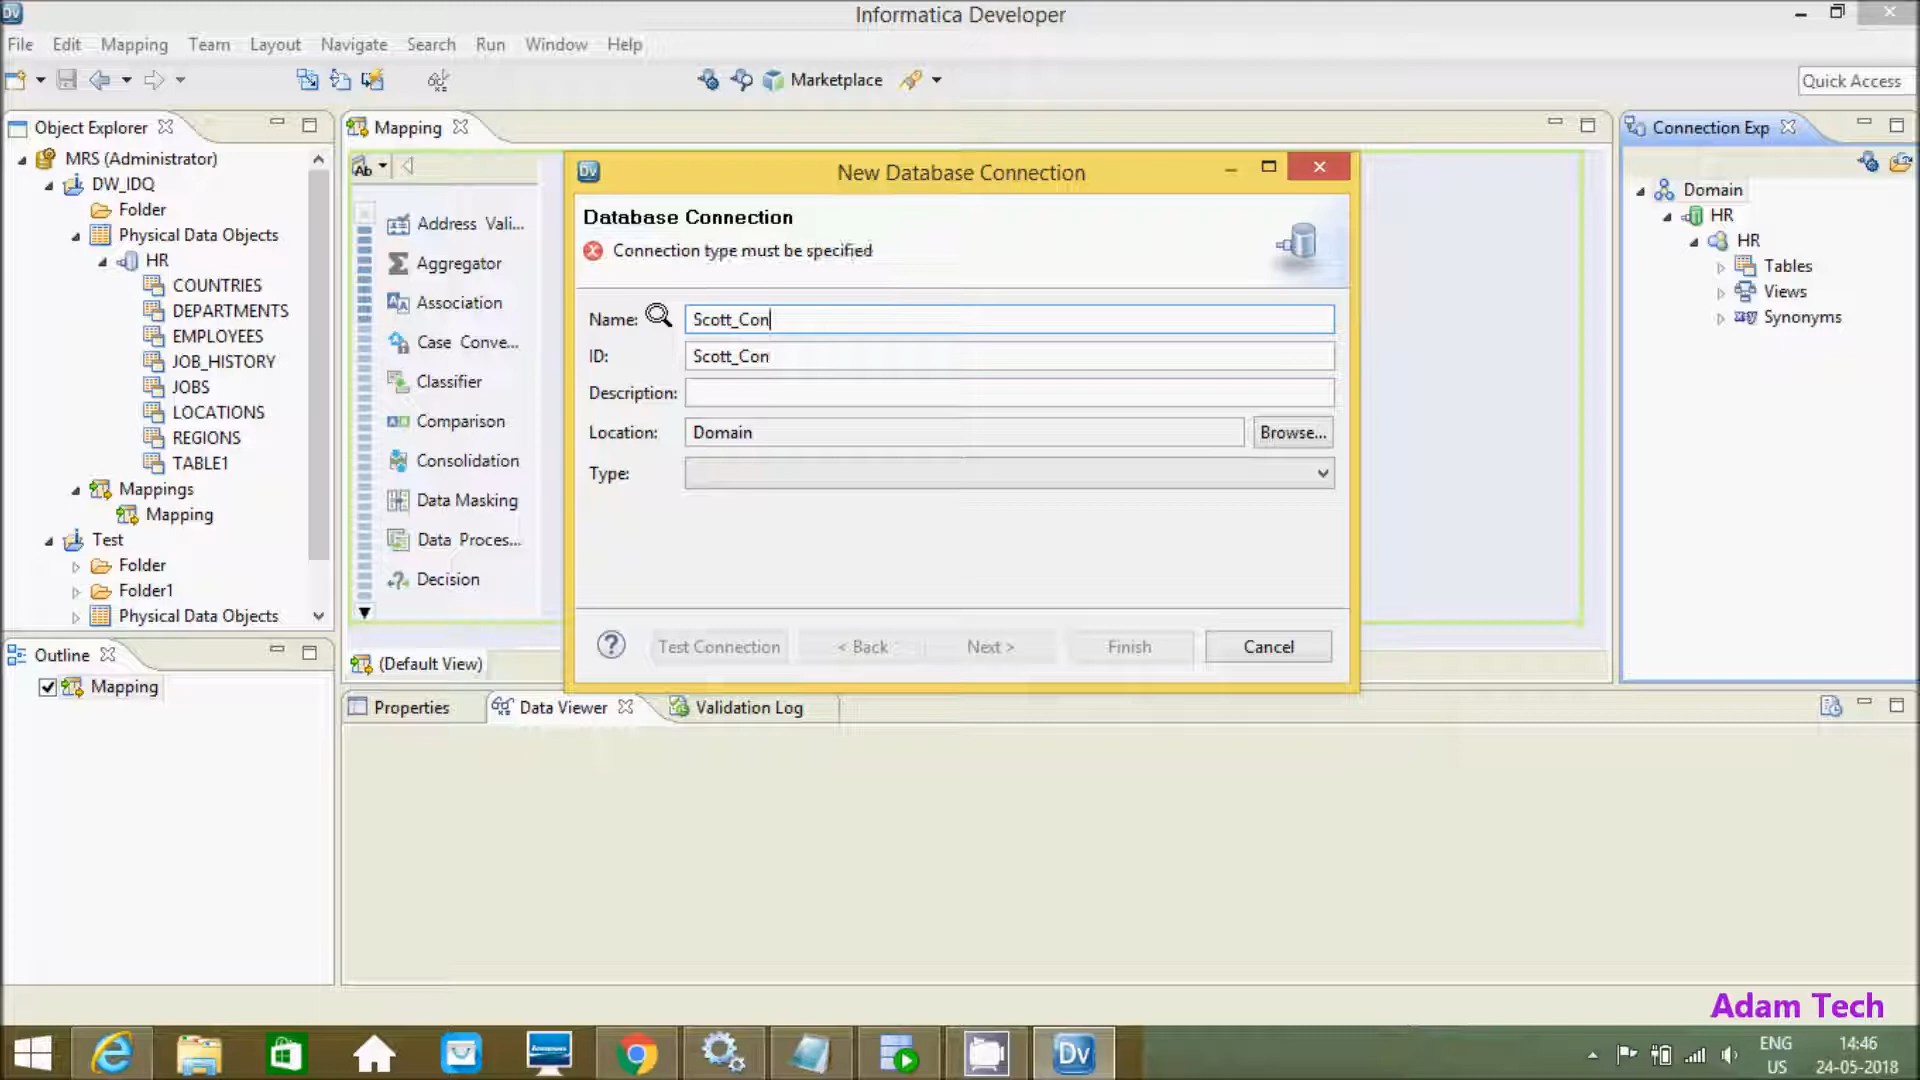 Dv
Informatica Developer
File Edit Mapping Team Layout Navigate Search Run Window Help
Marketplace
Quick Access
Object Explorer
MRS (Administrator)
DW_IDQ
Folder
Physical Data Objects
HR
COUNTRIES
DEPARTMENTS
EMPLOYEES
JOB_HISTORY
JOBS
LOCATIONS
REGIONS
TABLE1
Mappings
Mapping
Test
Folder
Folder1
Physical Data Objects
Outline
Mapping
Mapping
Ab
Address Vali...
Aggregator
Association
Case Conve...
Classifier
Comparison
Consolidation
Data Masking
Data Proces...
Decision
(Default View)
Dv
New Database Connection
Database Connection
Connection type must be specified
Name: Scott_Con
ID: Scott_Con
Description:
Location: Domain Browse...
Type:
? Test Connection < Back Next > Finish Cancel
Properties Data Viewer Validation Log
Connection Exp
Domain
HR
HR
Tables
Views
Synonyms
Adam Tech
Dv
ENG
US
14:46
24-05-2018